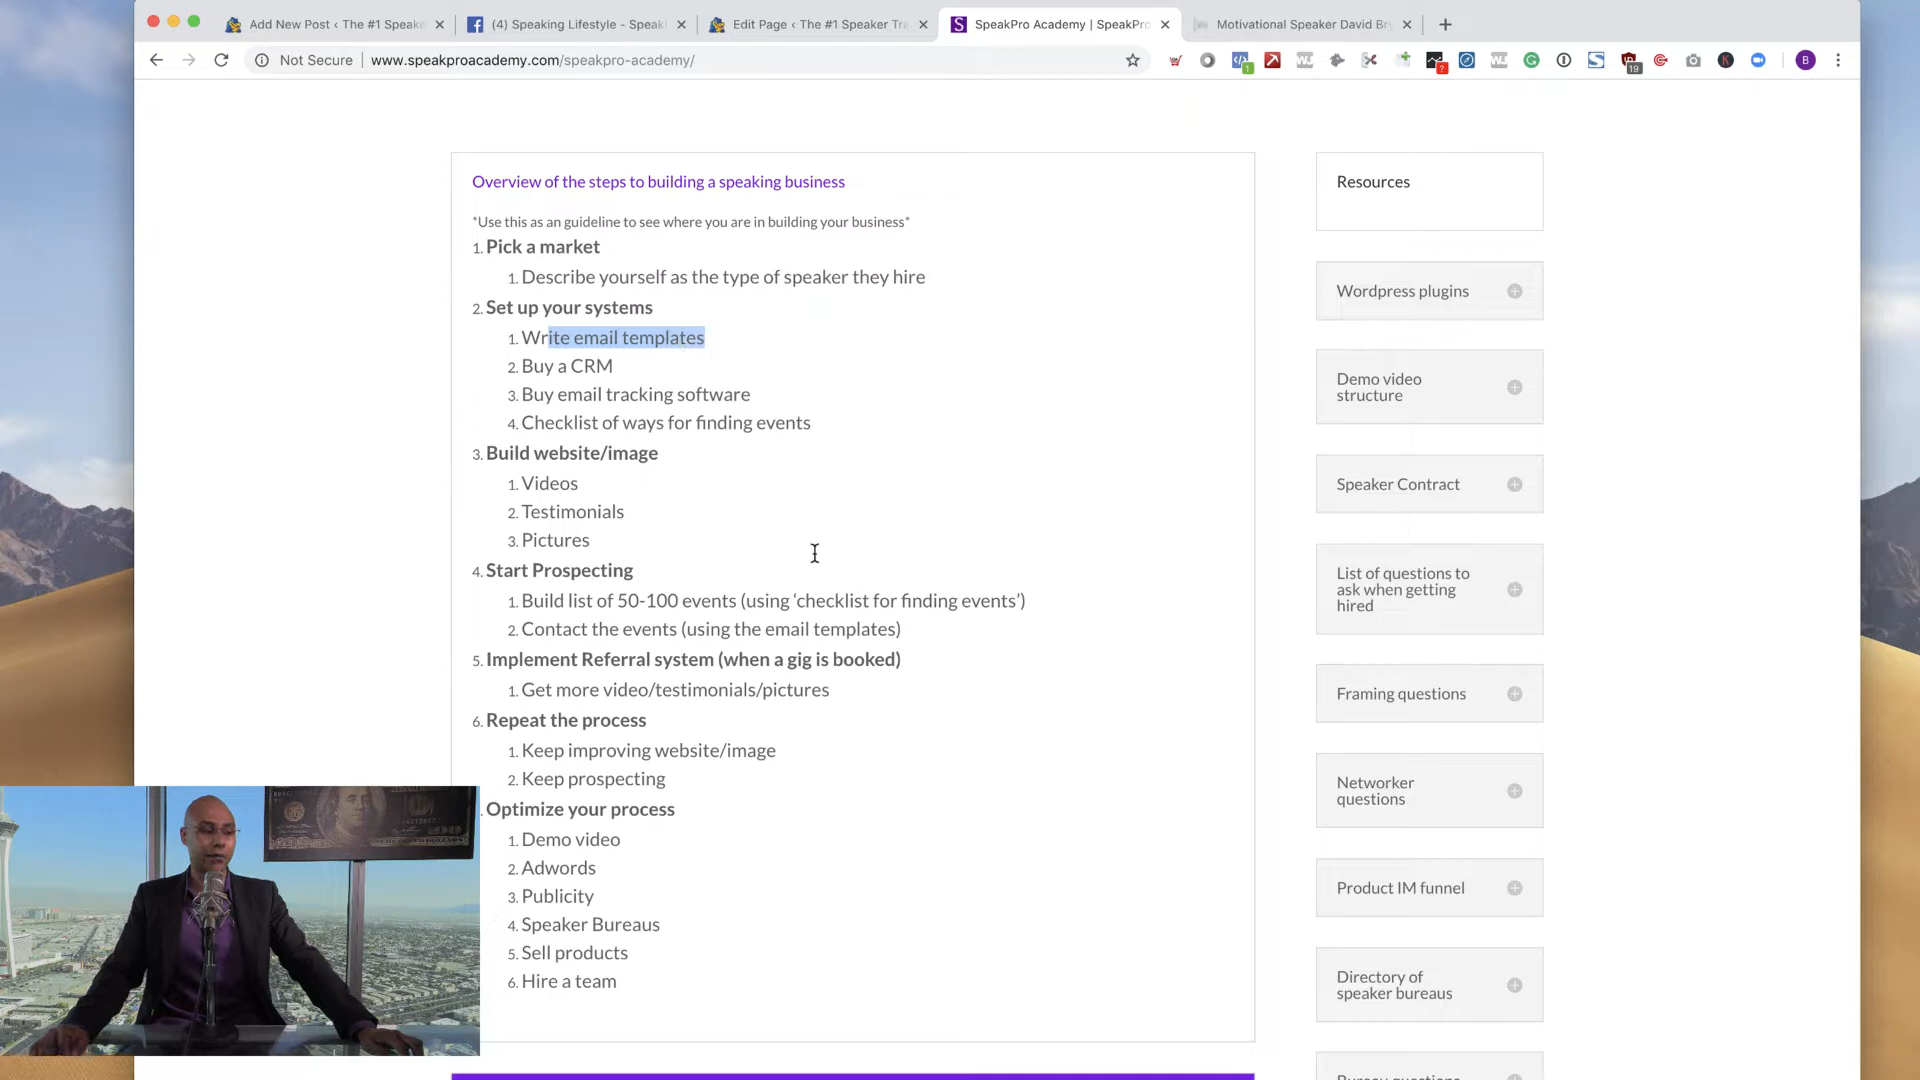 Add New Post ‹ The #1 Speake
(4) Speaking Lifestyle - Speak
Edit Page ‹ The #1 Speaker Tra
SpeakPro Academy | SpeakPro
Motivational Speaker David Br
Not Secure
www.speakproacademy.com/speakpro-academy/
1
?
19
B
Overview of the steps to building a speaking business
*Use this as an guideline to see where you are in building your business*
1. Pick a market
1. Describe yourself as the type of speaker they hire
2. Set up your systems
1. Write email templates
2. Buy a CRM
3. Buy email tracking software
4. Checklist of ways for finding events
3. Build website/image
1. Videos
2. Testimonials
3. Pictures
4. Start Prospecting
1. Build list of 50-100 events (using ‘checklist for finding events’)
2. Contact the events (using the email templates)
5. Implement Referral system (when a gig is booked)
1. Get more video/testimonials/pictures
6. Repeat the process
1. Keep improving website/image
2. Keep prospecting
Optimize your process
1. Demo video
2. Adwords
3. Publicity
4. Speaker Bureaus
5. Sell products
6. Hire a team
Resources
Wordpress plugins
Demo video
structure
Speaker Contract
List of questions to
ask when getting
hired
Framing questions
Networker
questions
Product IM funnel
Directory of
speaker bureaus
Bureau questions